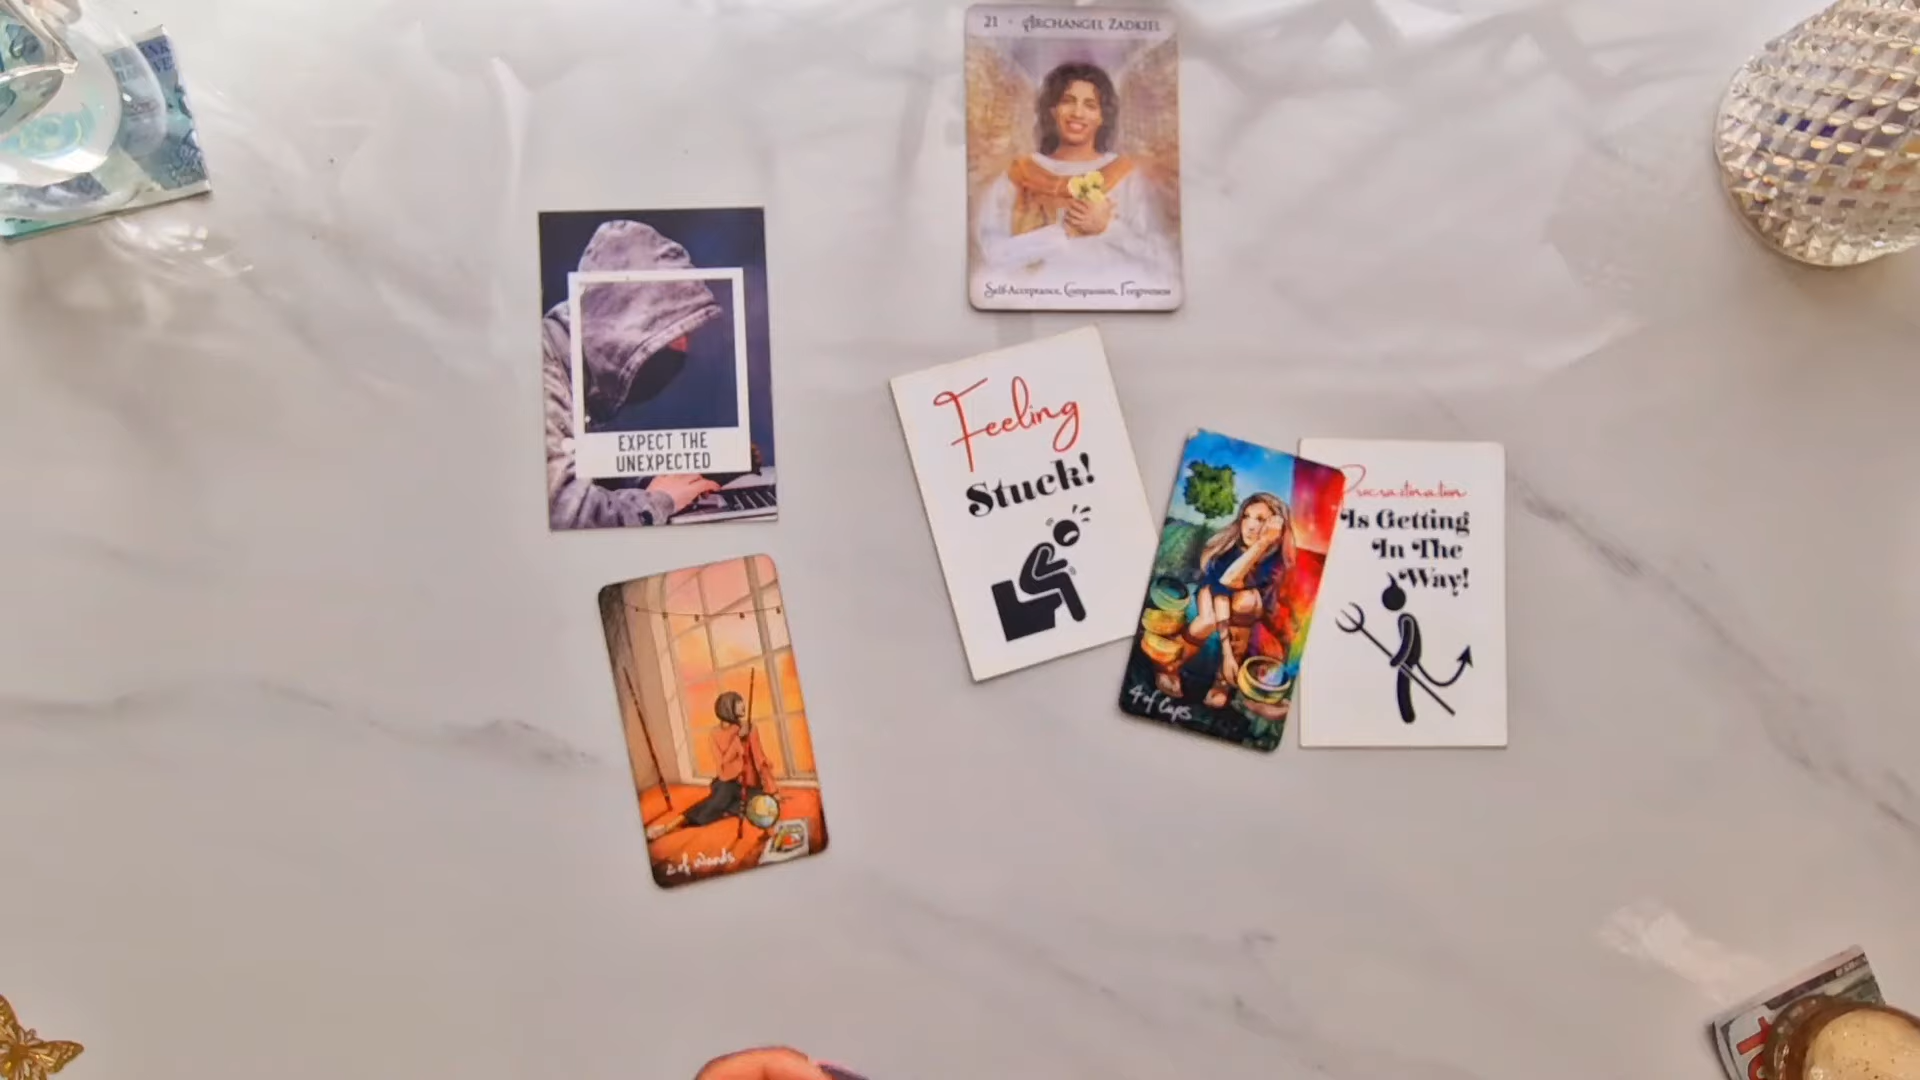 21 · ARCHANGEL ZADKIEL
Self-Acceptance, Compassion, Forgiveness
EXPECT THE
UNEXPECTED
Feeling
Stuck!
Procrastination
Is Getting
In The
Way!
4 of Cups
2 of Wands